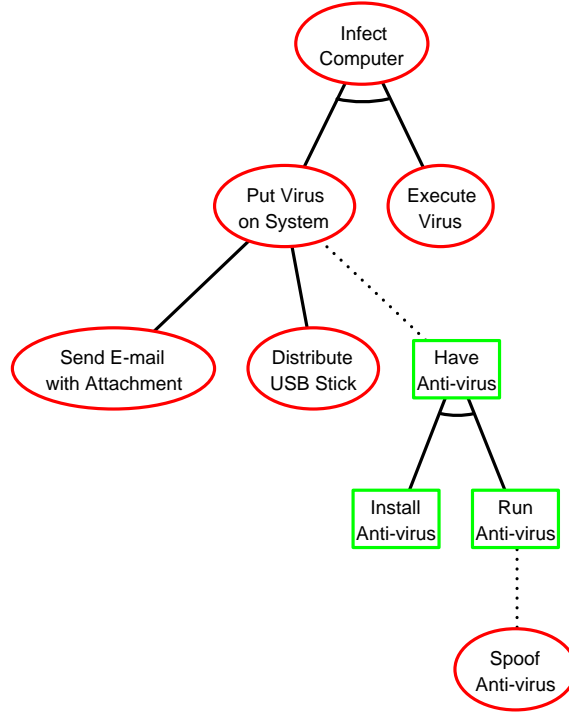 Infect
Computer
Put Virus
on System
Execute
Virus
Send E-mail
with Attachment
Distribute
USB Stick
Have
Anti-virus
Install
Anti-virus
Run
Anti-virus
Spoof
Anti-virus